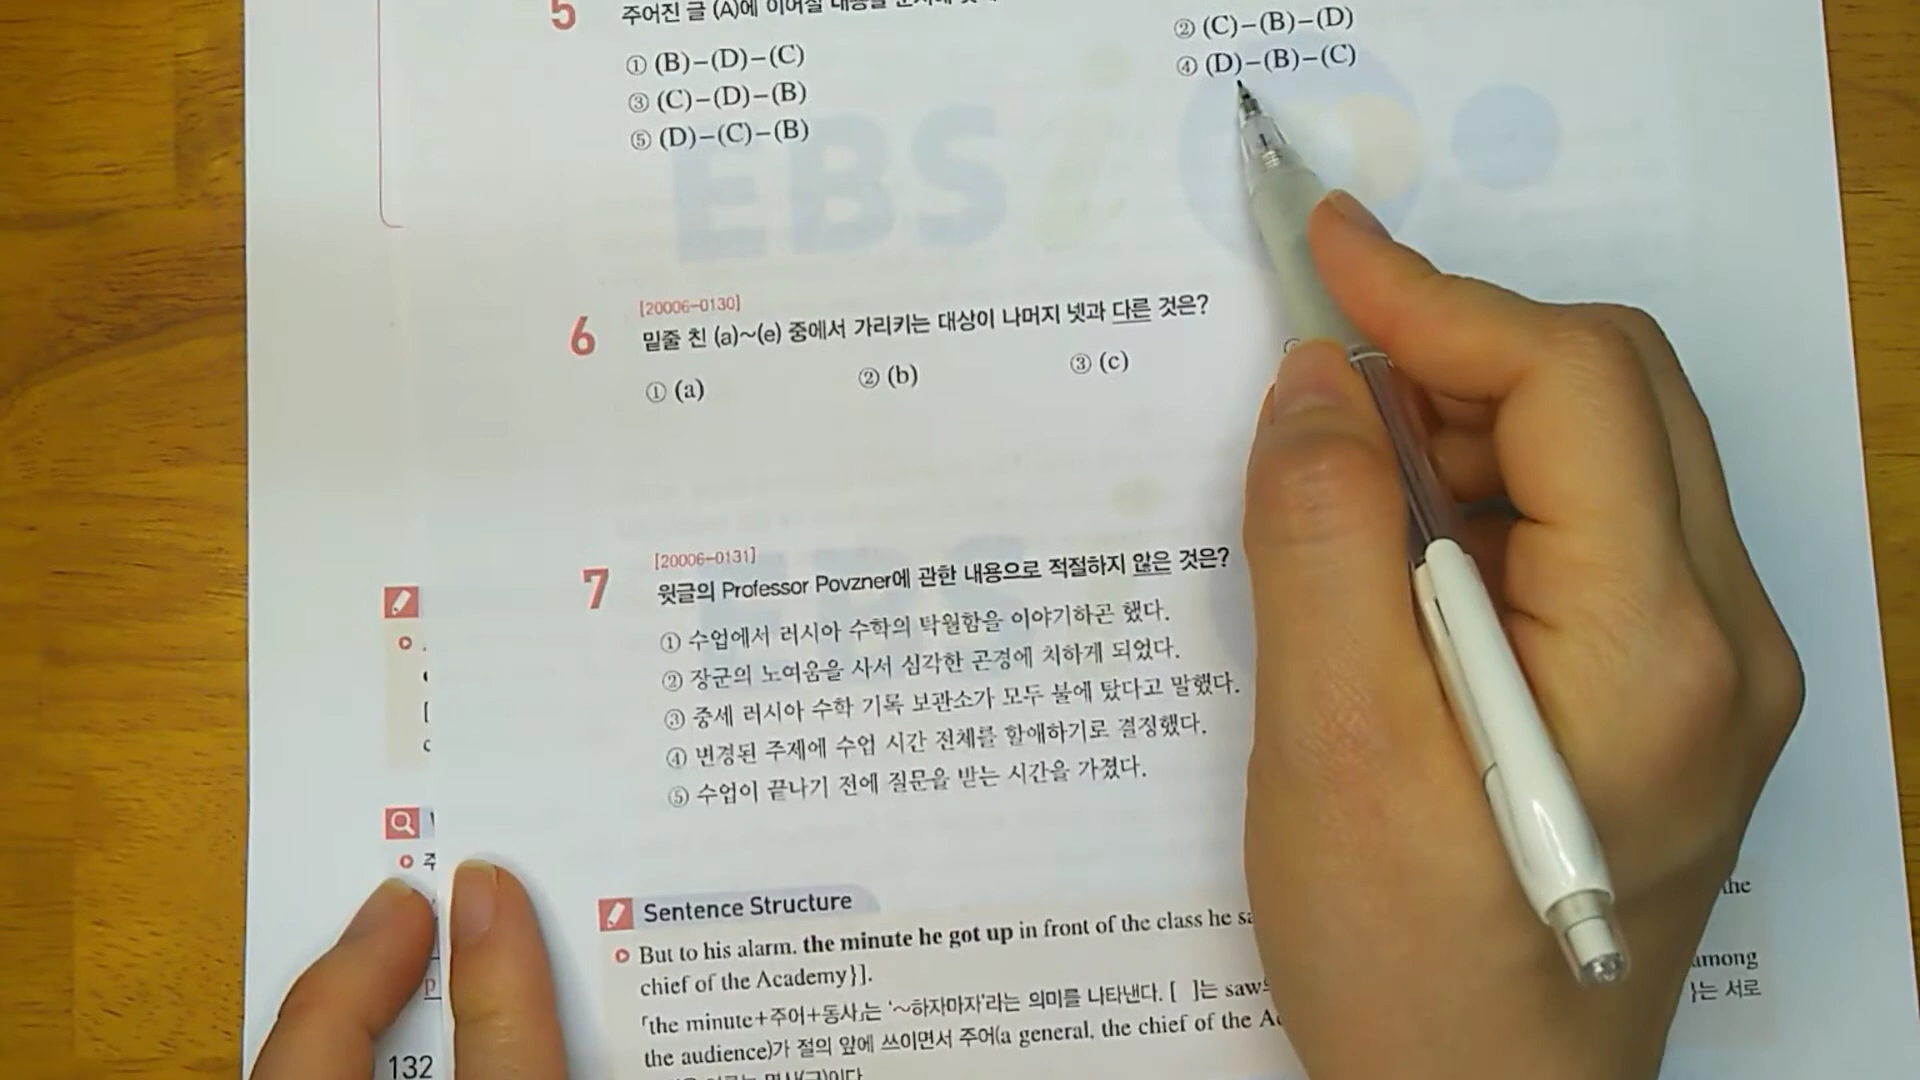 5 주어진 글 (A)에 이어질 내용을
① (B)–(D)–(C)
② (C)–(B)–(D)
③ (C)–(D)–(B)
④ (D)–(B)–(C)
⑤ (D)–(C)–(B)
EBSi
[20006-0130]
6 밑줄 친 (a)~(e) 중에서 가리키는 대상이 나머지 넷과 다른 것은?
① (a) ② (b) ③ (c)
[20006-0131]
7 윗글의 Professor Povzner에 관한 내용으로 적절하지 않은 것은?
① 수업에서 러시아 수학의 탁월함을 이야기하곤 했다.
② 장군의 노여움을 사서 심각한 곤경에 처하게 되었다.
③ 중세 러시아 수학 기록 보관소가 모두 불에 탔다고 말했다.
④ 변경된 주제에 수업 시간 전체를 할애하기로 결정했다.
⑤ 수업이 끝나기 전에 질문을 받는 시간을 가졌다.
EBS
Sentence Structure
But to his alarm, the minute he got up in front of the class he
the
chief of the Academy}].
among
「the minute+주어+동사」는 '~하자마자'라는 의미를 나타낸다. [ ]는 saw
}는 서로
the audience)가 절의 앞에 쓰이면서 주어(a general, the chief of the
주
p
132